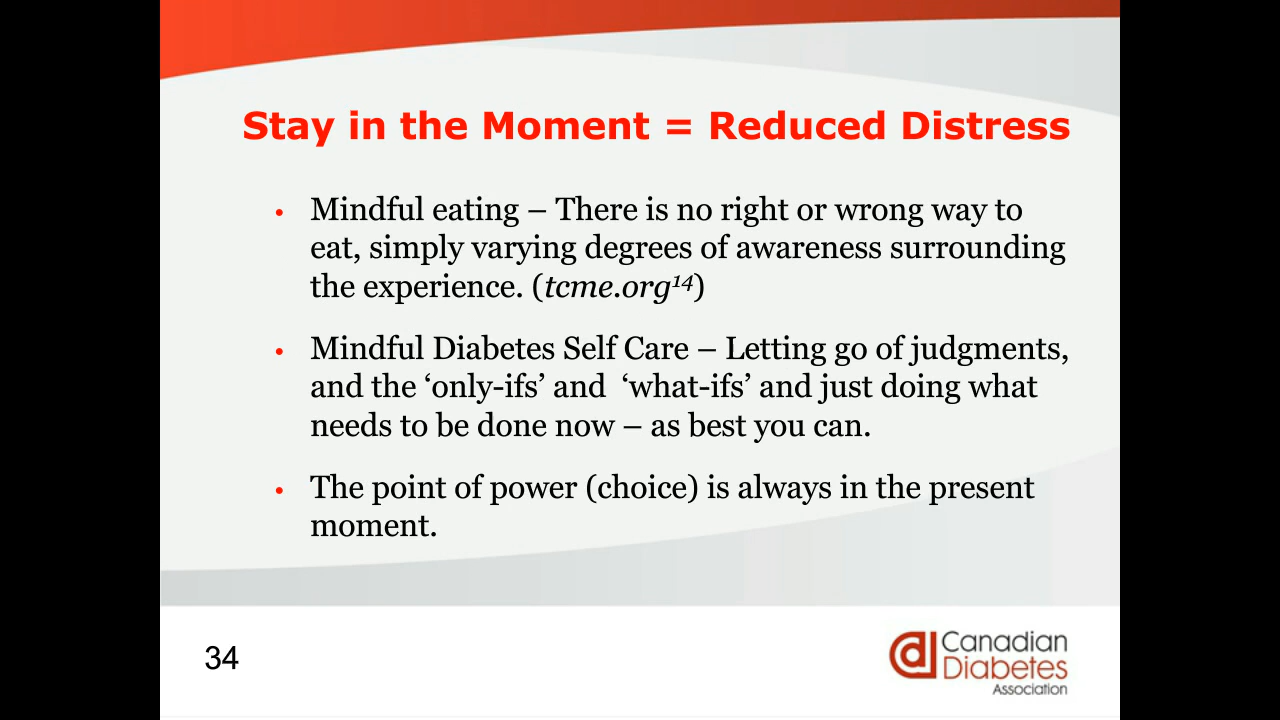 Stay in the Moment = Reduced Distress
• Mindful eating – There is no right or wrong way to
eat, simply varying degrees of awareness surrounding
the experience. (tcme.org¹⁴)
• Mindful Diabetes Self Care – Letting go of judgments,
and the ‘only-ifs’ and  ‘what-ifs’ and just doing what
needs to be done now – as best you can.
• The point of power (choice) is always in the present
moment.
34
Canadian
Diabetes
Association